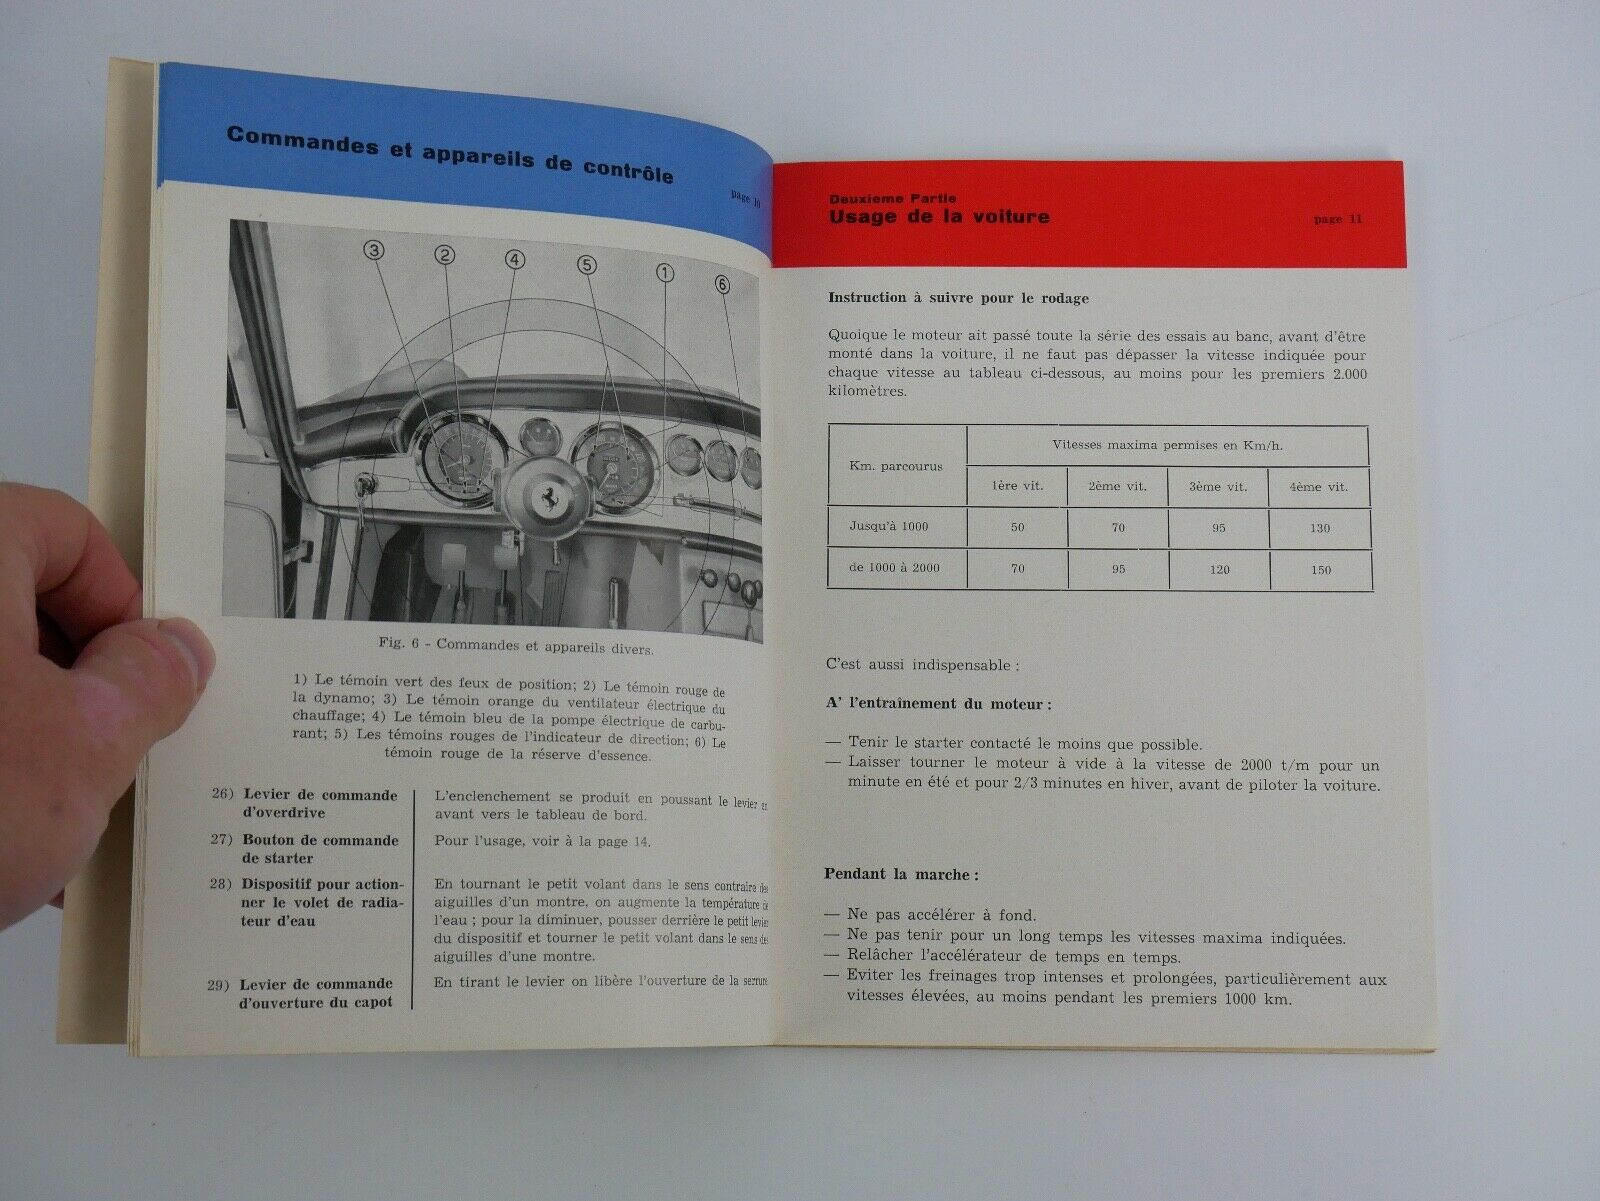 Commandes et appareils de contrôle
page 10
3 2 4 5 1 6
Fig. 6 - Commandes et appareils divers.
1) Le témoin vert des feux de position; 2) Le témoin rouge de
la dynamo; 3) Le témoin orange du ventilateur électrique du
chauffage; 4) Le témoin bleu de la pompe électrique de carbu-
rant; 5) Les témoins rouges de l'indicateur de direction; 6) Le
témoin rouge de la réserve d'essence.
26) Levier de commande
d'overdrive
L'enclenchement se produit en poussant le levier en
avant vers le tableau de bord.
27) Bouton de commande
de starter
Pour l'usage, voir à la page 14.
28) Dispositif pour action-
ner le volet de radia-
teur d'eau
En tournant le petit volant dans le sens contraire des
aiguilles d'un montre, on augmente la température de
l'eau ; pour la diminuer, pousser derrière le petit levier
du dispositif et tourner le petit volant dans le sens des
aiguilles d'une montre.
29) Levier de commande
d'ouverture du capot
En tirant le levier on libère l'ouverture de la serrure
Deuxieme Partie
Usage de la voiture
page 11
Instruction à suivre pour le rodage
Quoique le moteur ait passé toute la série des essais au banc, avant d'être
monté dans la voiture, il ne faut pas dépasser la vitesse indiquée pour
chaque vitesse au tableau ci-dessous, au moins pour les premiers 2.000
kilomètres.
Km. parcourus
Vitesses maxima permises en Km/h.
1ère vit. 2ème vit. 3ème vit. 4ème vit.
Jusqu'à 1000 50 70 95 130
de 1000 à 2000 70 95 120 150
C'est aussi indispensable :
A' l'entraînement du moteur :
— Tenir le starter contacté le moins que possible.
— Laisser tourner le moteur à vide à la vitesse de 2000 t/m pour un
minute en été et pour 2/3 minutes en hiver, avant de piloter la voiture.
Pendant la marche :
— Ne pas accélérer à fond.
— Ne pas tenir pour un long temps les vitesses maxima indiquées.
— Relâcher l'accélérateur de temps en temps.
— Eviter les freinages trop intenses et prolongées, particulièrement aux
vitesses élevées, au moins pendant les premiers 1000 km.